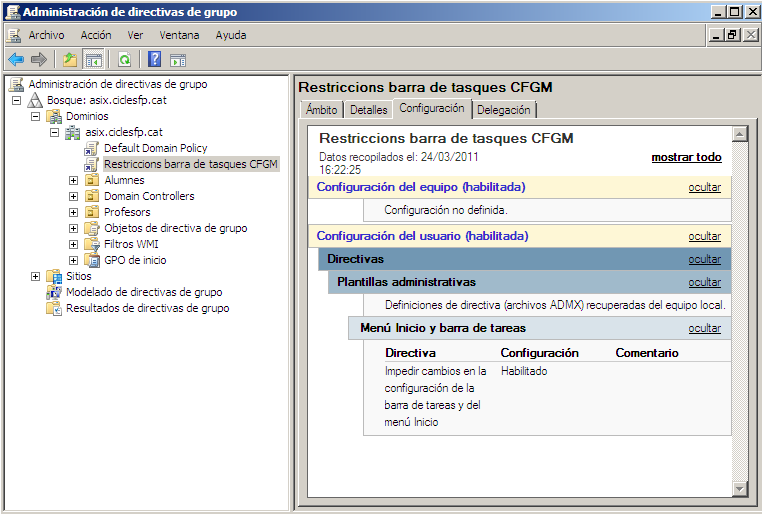 Administración de directivas de grupo
Archivo Acción Ver Ventana Ayuda
Administración de directivas de grupo
Bosque: asix.ciclesfp.cat
Dominios
asix.ciclesfp.cat
Default Domain Policy
Restriccions barra de tasques CFGM
Alumnes
Domain Controllers
Profesors
Objetos de directiva de grupo
Filtros WMI
GPO de inicio
Sitios
Modelado de directivas de grupo
Resultados de directivas de grupo
Restriccions barra de tasques CFGM
Ámbito Detalles Configuración Delegación
Restriccions barra de tasques CFGM
Datos recopilados el: 24/03/2011
16:22:25
mostrar todo
Configuración del equipo (habilitada) ocultar
Configuración no definida.
Configuración del usuario (habilitada) ocultar
Directivas ocultar
Plantillas administrativas ocultar
Definiciones de directiva (archivos ADMX) recuperadas del equipo local.
Menú Inicio y barra de tareas ocultar
Directiva Configuración Comentario
Impedir cambios en la Habilitado
configuración de la
barra de tareas y del
menú Inicio